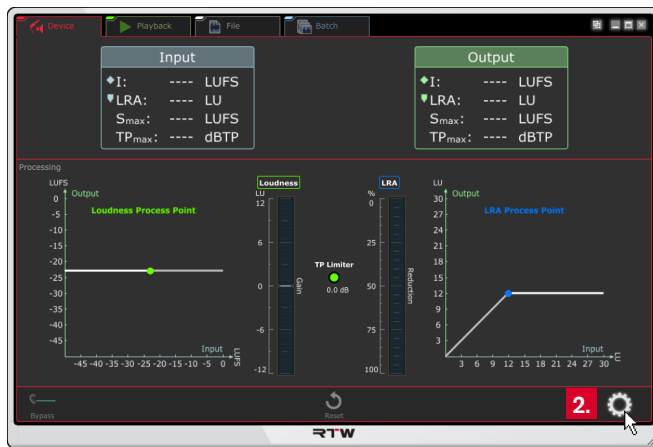 Device
Playback
File
Batch
Input
I: ---- LUFS
LRA: ---- LU
Smax: ---- LUFS
TPmax: ---- dBTP
Output
I: ---- LUFS
LRA: ---- LU
Smax: ---- LUFS
TPmax: ---- dBTP
Processing
LUFS
Output
Loudness Process Point
0
-5
-10
-15
-20
-25
-30
-35
-40
-45
Input
-45 -40 -35 -30 -25 -20 -15 -10 -5 0
LUFS
Loudness
LU
12
6
0
-6
-12
Gain
TP Limiter
0.0 dB
LRA
%
0
25
50
75
100
Reduction
LU
Output
LRA Process Point
30
27
24
21
18
15
12
9
6
3
Input
3 6 9 12 15 18 21 24 27 30
LU
Bypass
Reset
2.
RTW